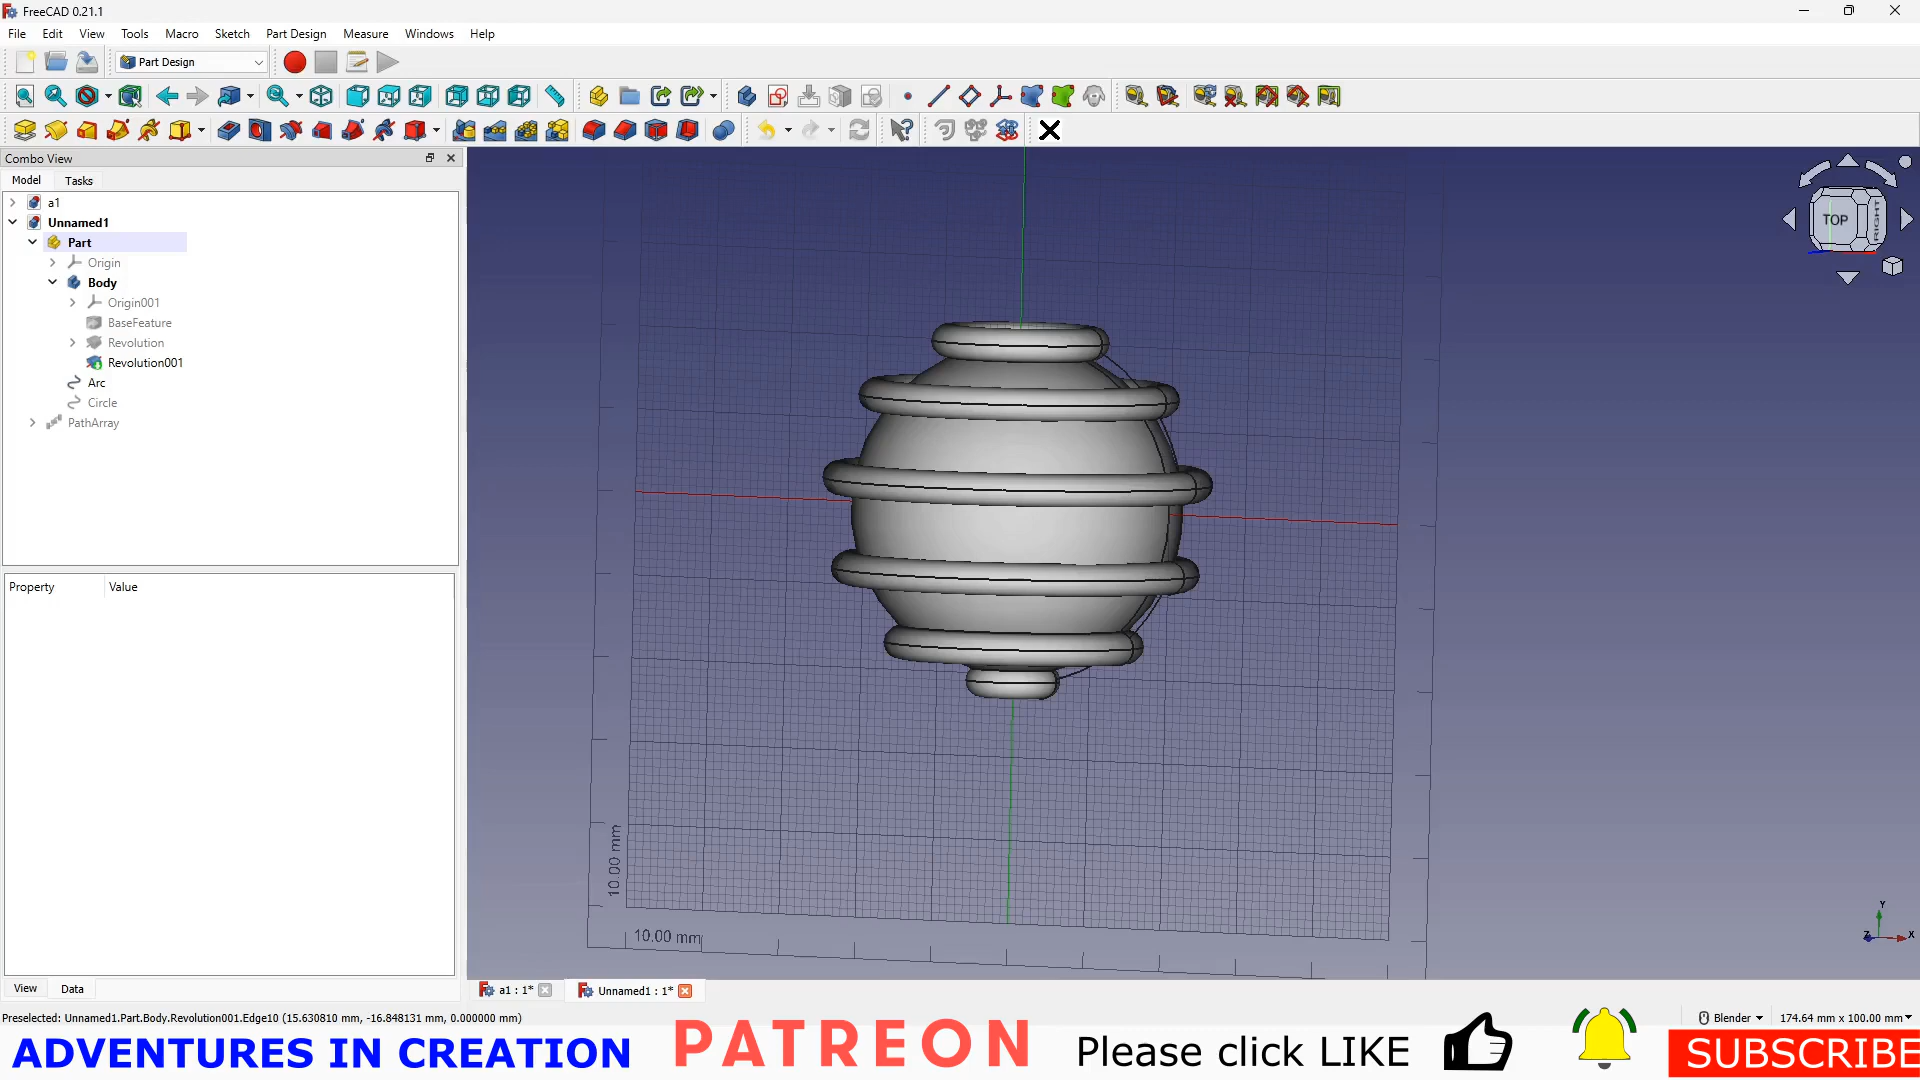 FreeCAD 0.21.1
File Edit View Tools Macro Sketch Part Design Measure Windows Help
Part Design
Combo View
Model Tasks
a1
Unnamed1
Part
Origin
Body
Origin001
BaseFeature
Revolution
Revolution001
Arc
Circle
PathArray
TOP
RIGHT
Property Value
10.00 mm
10.00 mm
Y
Z X
View Data
a1 : 1*
Unnamed1 : 1*
Preselected: Unnamed1.Part.Body.Revolution001.Edge10 (15.630810 mm, -16.848131 mm, 0.000000 mm)
Blender
174.64 mm x 100.00 mm
ADVENTURES IN CREATION
PATREON
Please click LIKE
SUBSCRIBE